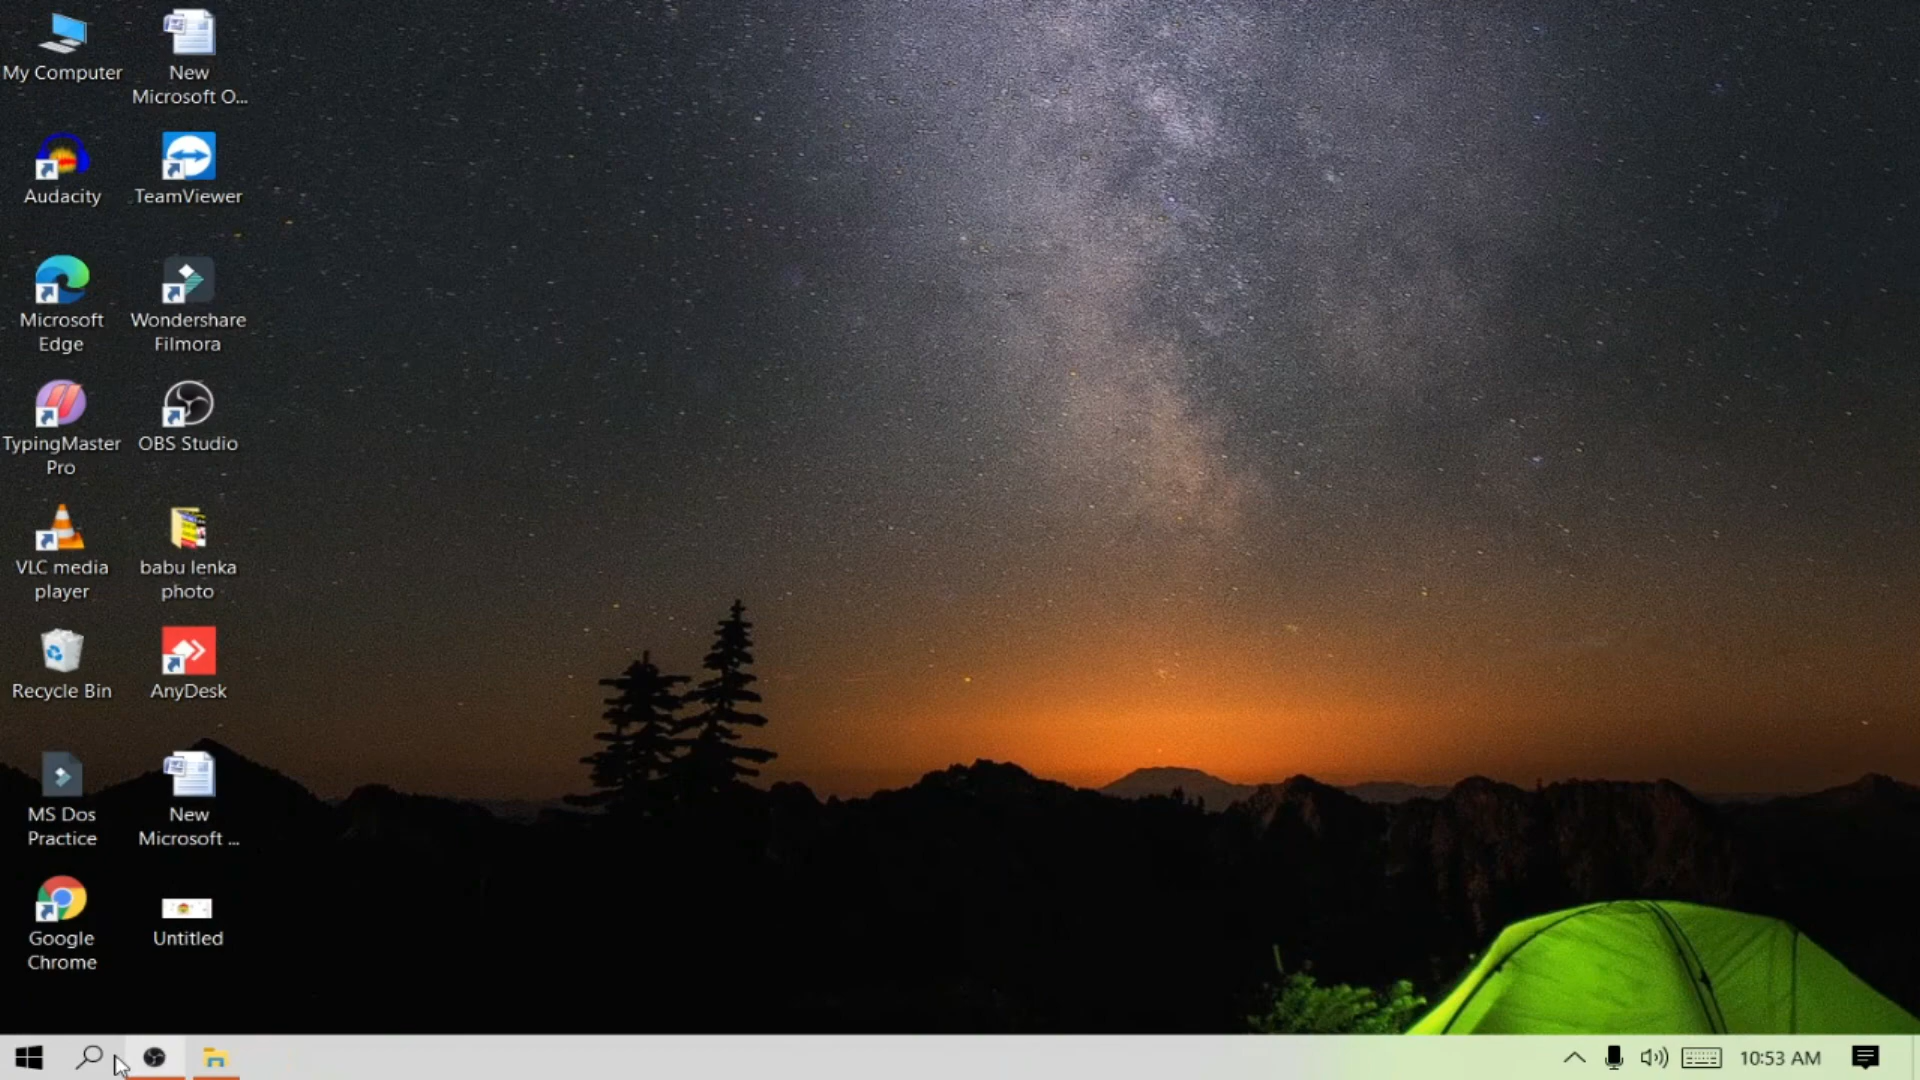 My Computer
New
Microsoft O...
Audacity
TeamViewer
Microsoft
Edge
Wondershare
Filmora
TypingMaster
Pro
OBS Studio
VLC media
player
babu lenka
photo
Recycle Bin
AnyDesk
MS Dos
Practice
New
Microsoft ...
Google
Chrome
Untitled
10:53 AM